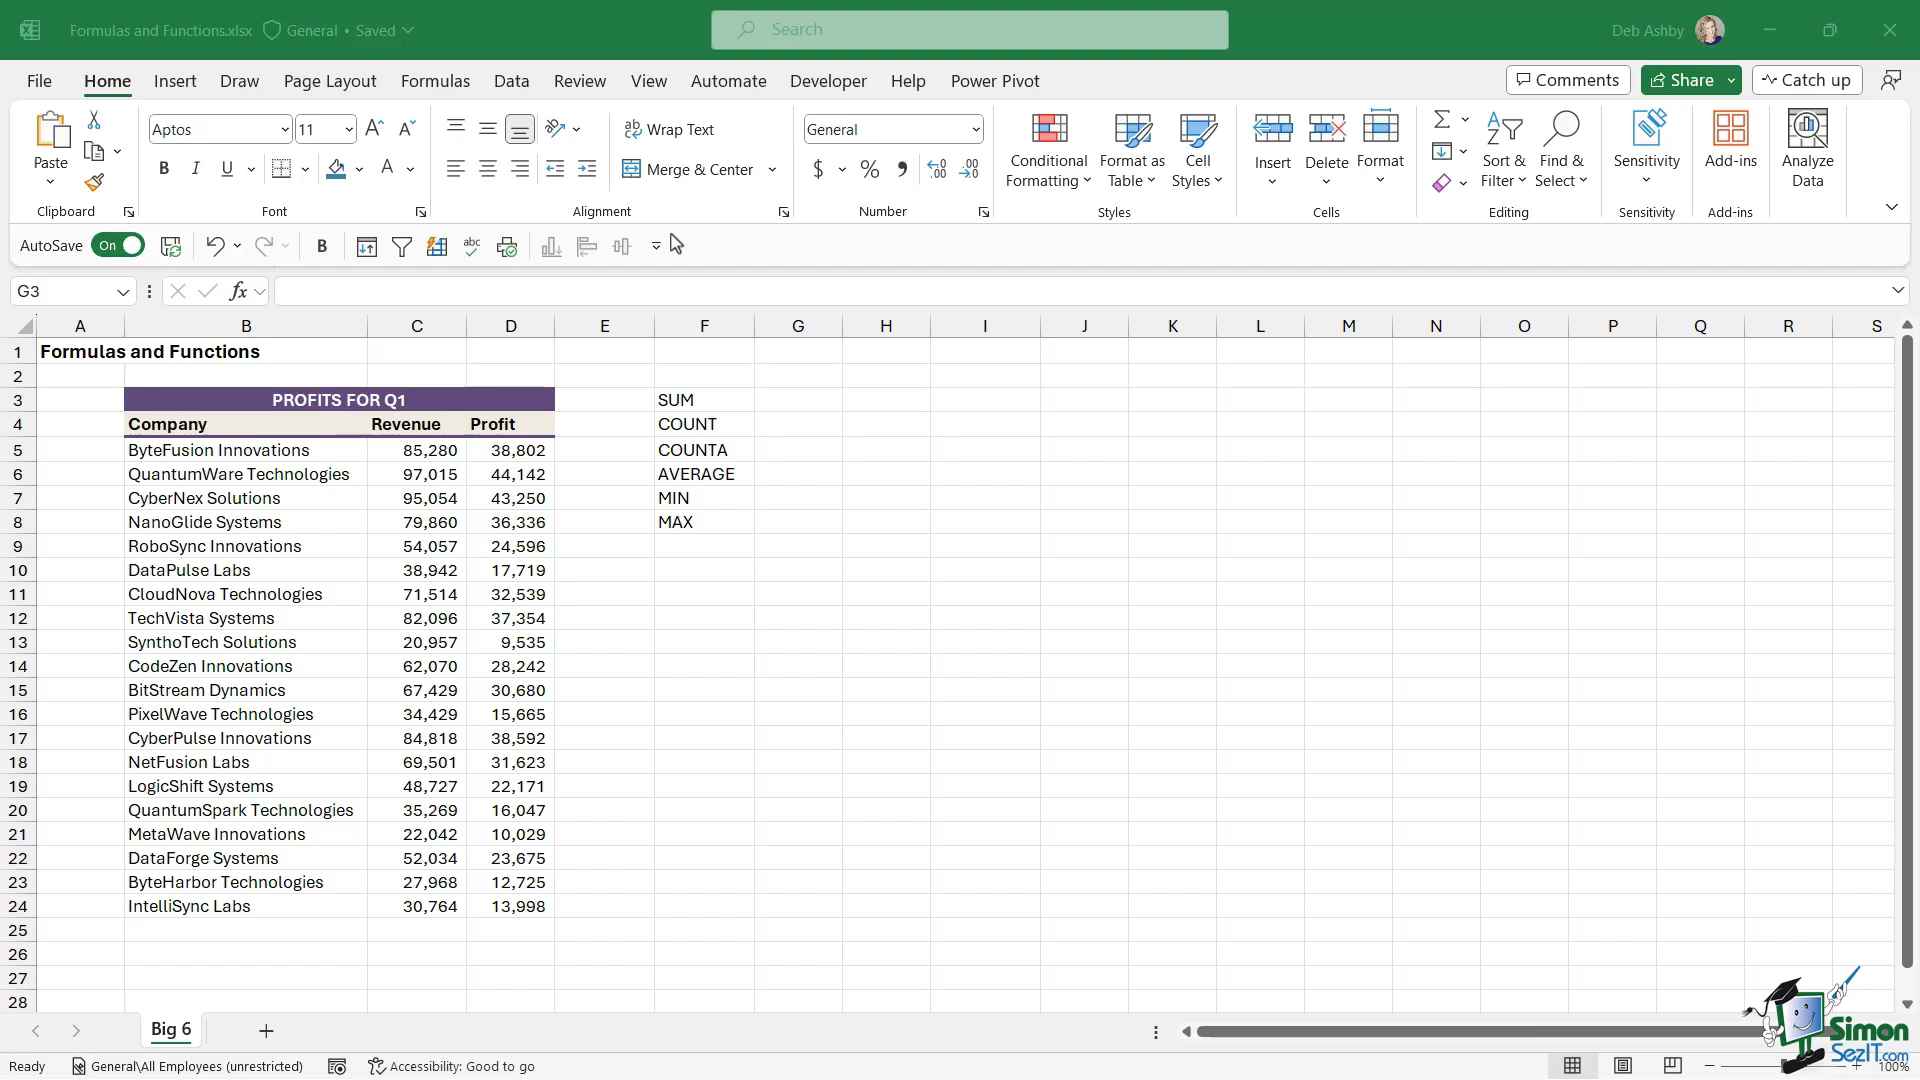 Formulas and Functions.xlsx General • Saved
Search
Deb Ashby
File Home Insert Draw Page Layout Formulas Data Review View Automate Developer Help Power Pivot
Comments Share Catch up
Paste
Clipboard
Aptos 11
B I U A
Font
ab Wrap Text
Merge & Center
Alignment
General
$ % 9 .00
Number
Conditional Formatting
Format as Table
Cell Styles
Styles
Insert Delete Format
Cells
Sort & Filter
Find & Select
Editing
Sensitivity
Sensitivity
Add-ins
Add-ins
Analyze Data
AutoSave On B abc
G3 fx
A B C D E F G H I J K L M N O P Q R S
1 Formulas and Functions
2
3 PROFITS FOR Q1 SUM
4 Company Revenue Profit COUNT
5 ByteFusion Innovations 85,280 38,802 COUNTA
6 QuantumWare Technologies 97,015 44,142 AVERAGE
7 CyberNex Solutions 95,054 43,250 MIN
8 NanoGlide Systems 79,860 36,336 MAX
9 RoboSync Innovations 54,057 24,596
10 DataPulse Labs 38,942 17,719
11 CloudNova Technologies 71,514 32,539
12 TechVista Systems 82,096 37,354
13 SynthoTech Solutions 20,957 9,535
14 CodeZen Innovations 62,070 28,242
15 BitStream Dynamics 67,429 30,680
16 PixelWave Technologies 34,429 15,665
17 CyberPulse Innovations 84,818 38,592
18 NetFusion Labs 69,501 31,623
19 LogicShift Systems 48,727 22,171
20 QuantumSpark Technologies 35,269 16,047
21 MetaWave Innovations 22,042 10,029
22 DataForge Systems 52,034 23,675
23 ByteHarbor Technologies 27,968 12,725
24 IntelliSync Labs 30,764 13,998
25
26
27
28
Big 6
Simon
SezIT.com
Ready General\All Employees (unrestricted) Accessibility: Good to go 100%